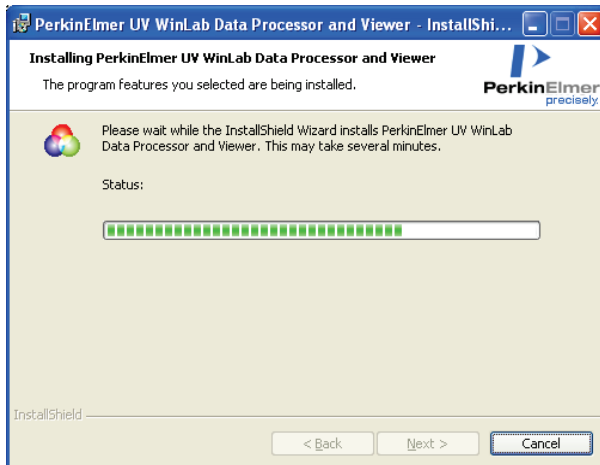 PerkinElmer UV WinLab Data Processor and Viewer - InstallShi...
Installing PerkinElmer UV WinLab Data Processor and Viewer
The program features you selected are being installed.
PerkinElmer
precisely.
Please wait while the InstallShield Wizard installs PerkinElmer UV WinLab
Data Processor and Viewer. This may take several minutes.
Status:
InstallShield
< Back
Next >
Cancel